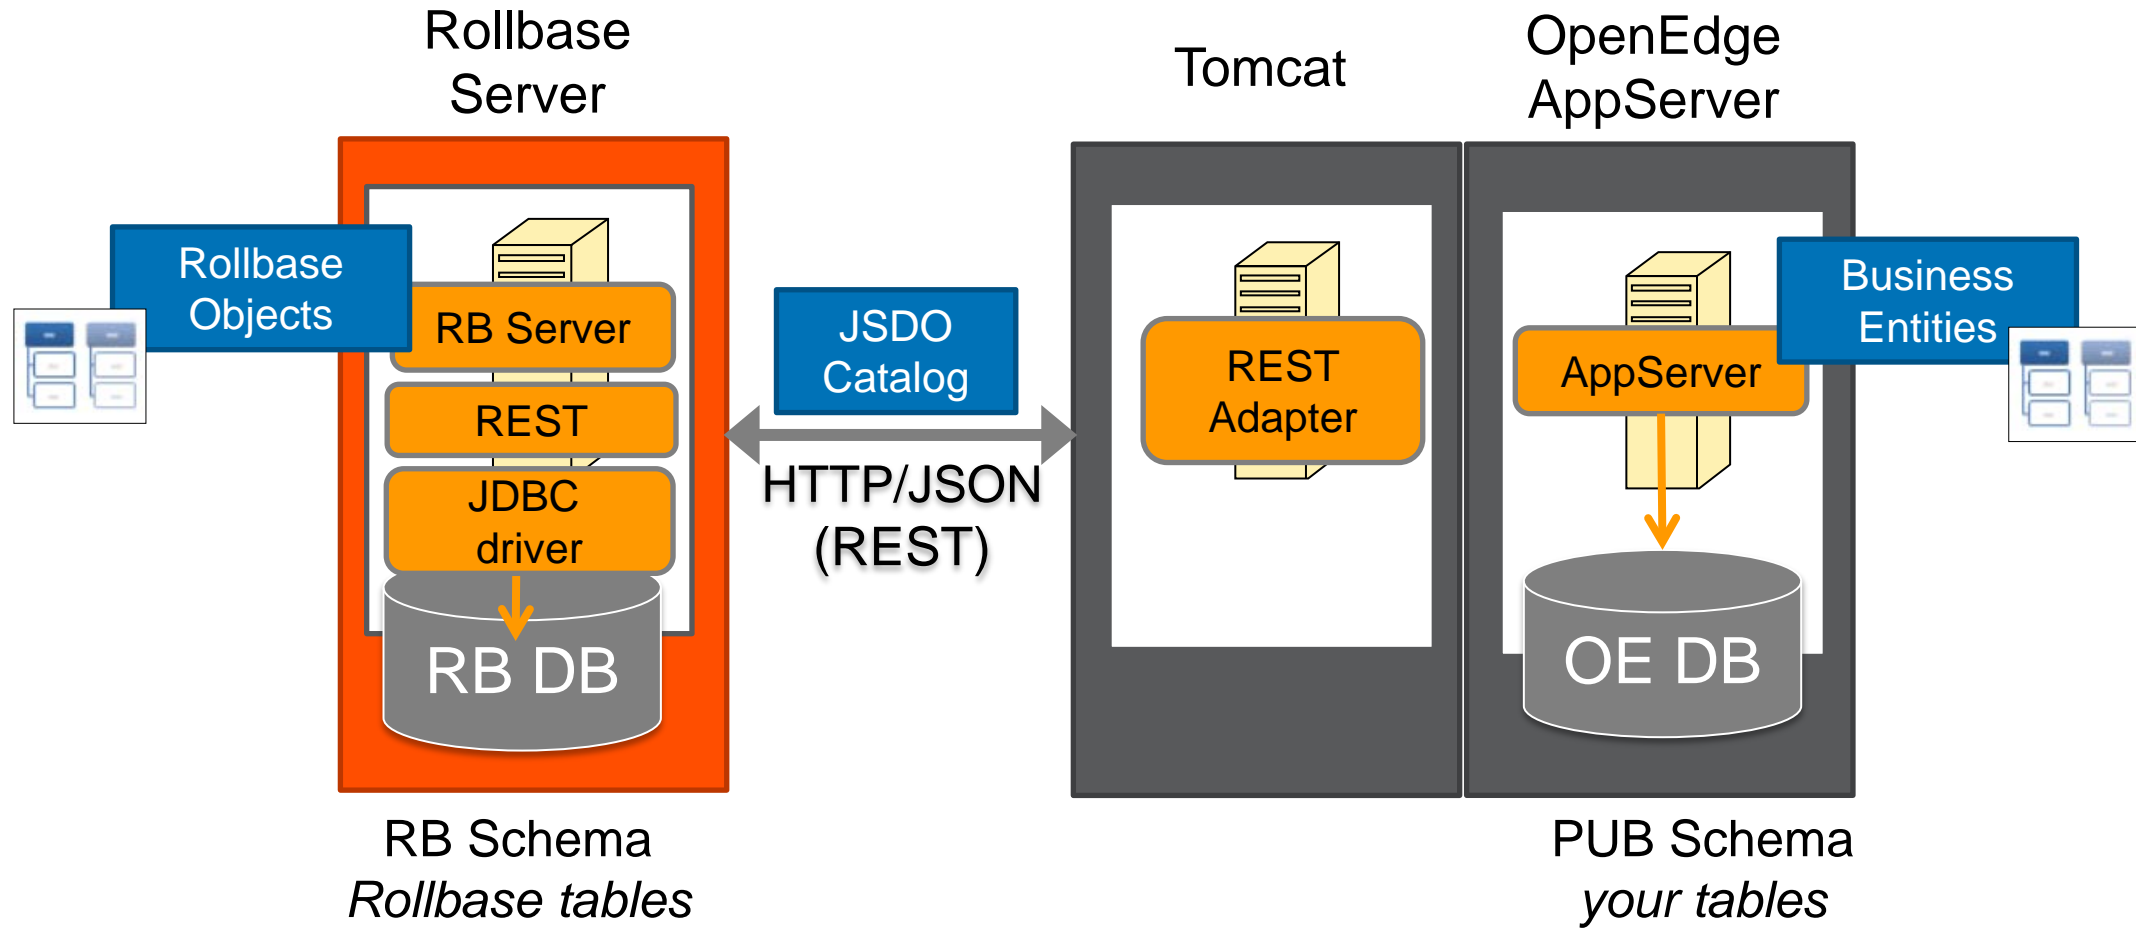 Rollbase
Server
Tomcat
OpenEdge
AppServer
Rollbase
Objects
RB Server
REST
JDBC
driver
RB DB
JSDO
Catalog
HTTP/JSON
(REST)
REST
Adapter
AppServer
Business
Entities
OE DB
RB Schema
Rollbase tables
PUB Schema
your tables